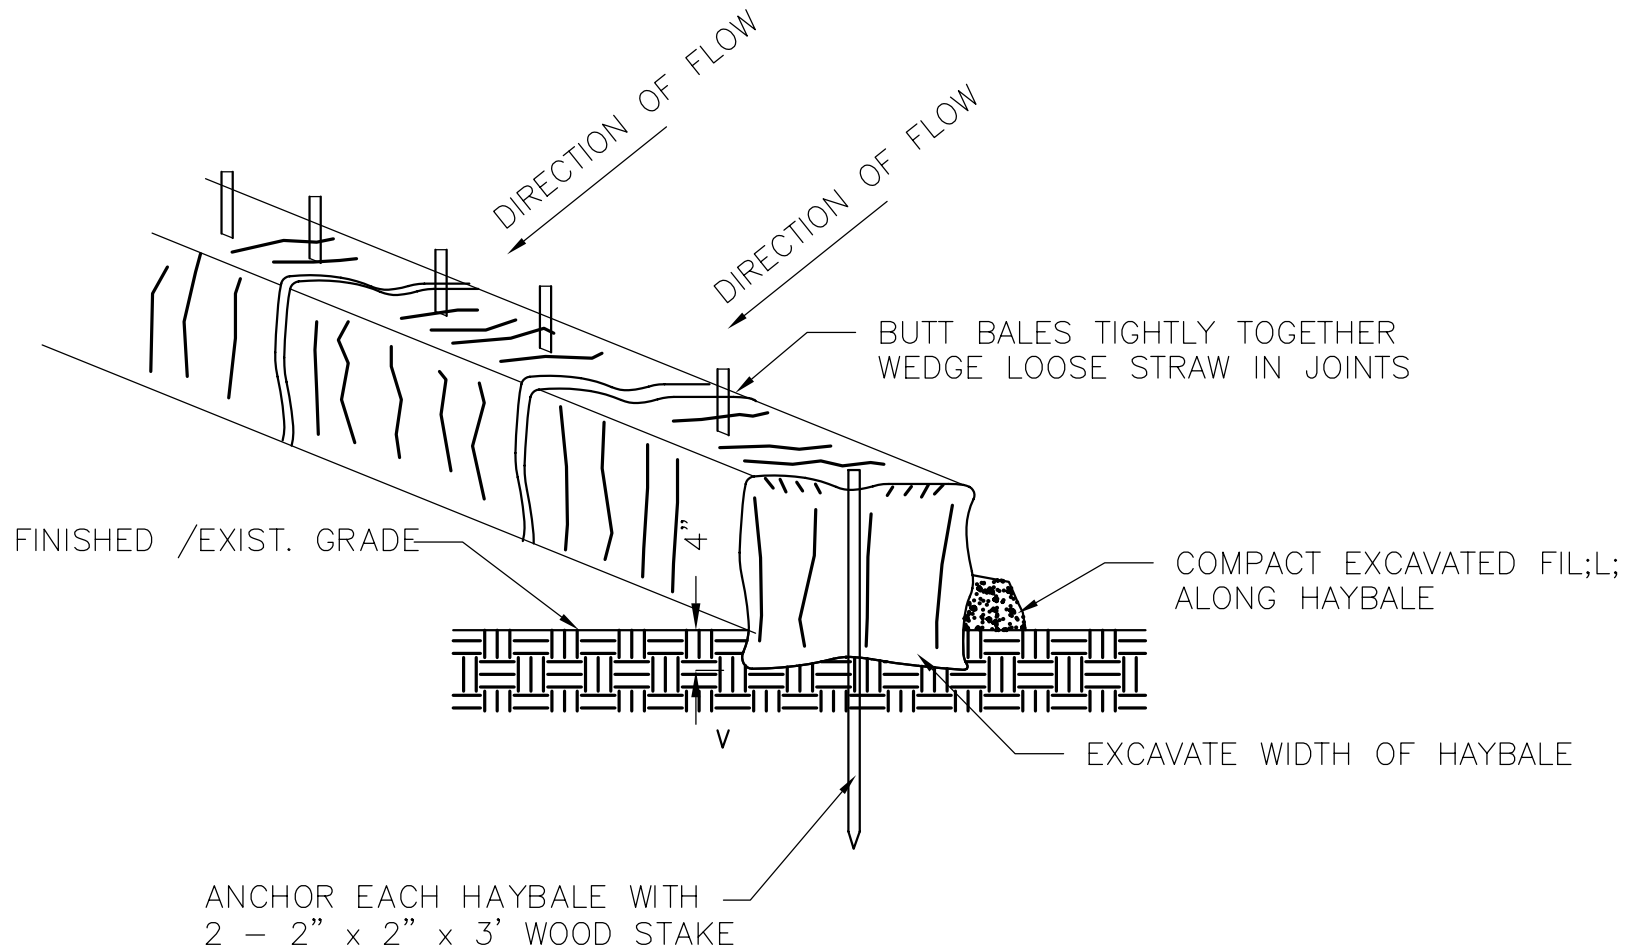 DIRECTION OF FLOW
DIRECTION OF FLOW
BUTT BALES TIGHTLY TOGETHER
WEDGE LOOSE STRAW IN JOINTS
4"
FINISHED /EXIST. GRADE
COMPACT EXCAVATED FIL;L;
ALONG HAYBALE
V
EXCAVATE WIDTH OF HAYBALE
ANCHOR EACH HAYBALE WITH
2 – 2" x 2" x 3' WOOD STAKE